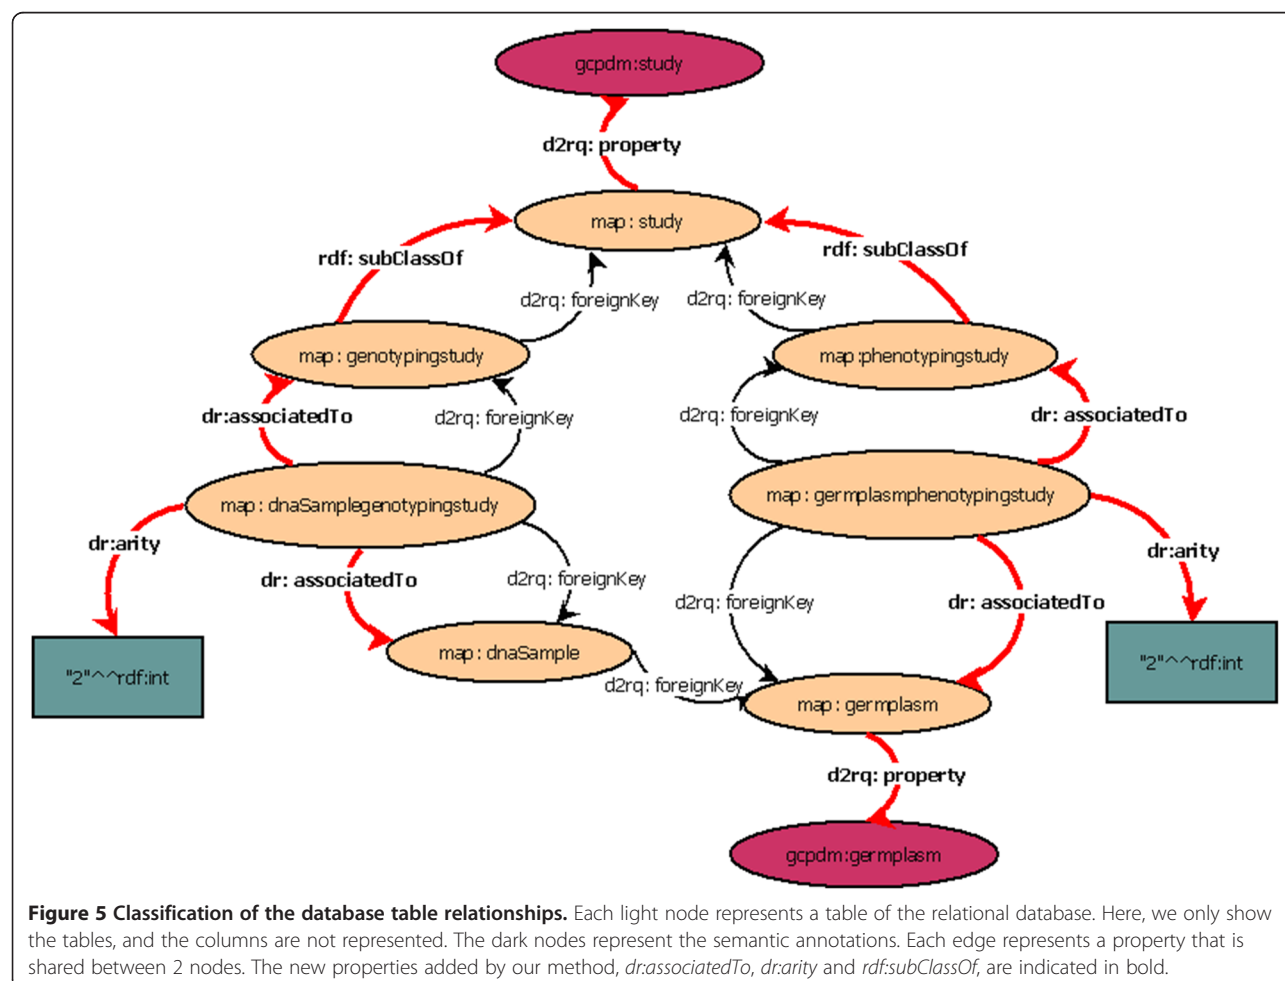 gcpdm:study
d2rq: property
map: study
rdf: subClassOf
rdf: subClassOf
d2rq: foreignKey
d2rq: foreignKey
map: genotypingstudy
map:phenotypingstudy
dr:associatedTo
d2rq: foreignKey
d2rq: foreignKey
dr: associatedTo
map: dnaSamplegenotypingstudy
map: germplasmphenotypingstudy
dr:arity
dr: associatedTo
d2rq: foreignKey
d2rq: foreignKey
dr: associatedTo
dr:arity
"2"^^rdf:int
map: dnaSample
d2rq: foreignKey
"2"^^rdf:int
map: germplasm
d2rq: property
gcpdm:germplasm
Figure 5 Classification of the database table relationships. Each light node represents a table of the relational database. Here, we only show
the tables, and the columns are not represented. The dark nodes represent the semantic annotations. Each edge represents a property that is
shared between 2 nodes. The new properties added by our method, dr:associatedTo, dr:arity and rdf:subClassOf, are indicated in bold.